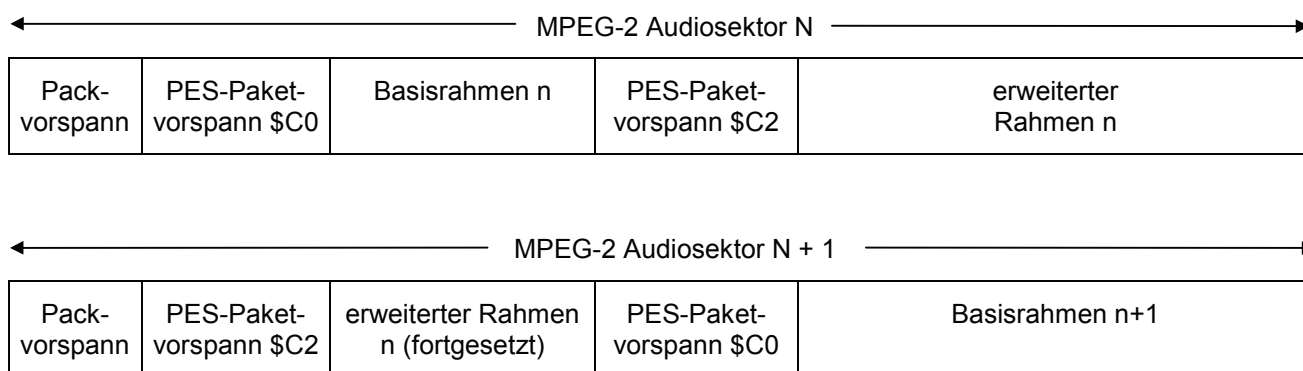 MPEG-2 Audiosektor N
Pack-
vorspann
PES-Paket-
vorspann $C0
Basisrahmen n
PES-Paket-
vorspann $C2
erweiterter
Rahmen n
MPEG-2 Audiosektor N + 1
Pack-
vorspann
PES-Paket-
vorspann $C2
erweiterter Rahmen
n (fortgesetzt)
PES-Paket-
vorspann $C0
Basisrahmen n+1